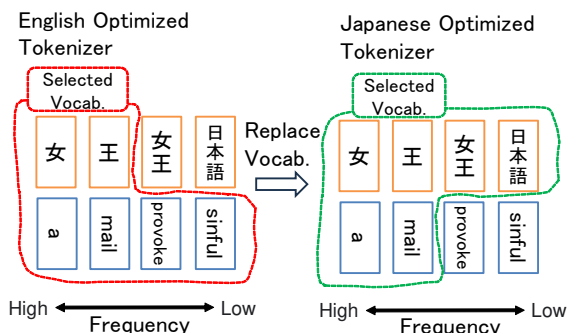 English Optimized
Tokenizer
Selected
Vocab.
女
王
女王
日本語
a
mail
provoke
sinful
High
Low
Frequency
Replace
Vocab.
Japanese Optimized
Tokenizer
Selected
Vocab.
女
王
女王
日本語
a
mail
provoke
sinful
High
Low
Frequency